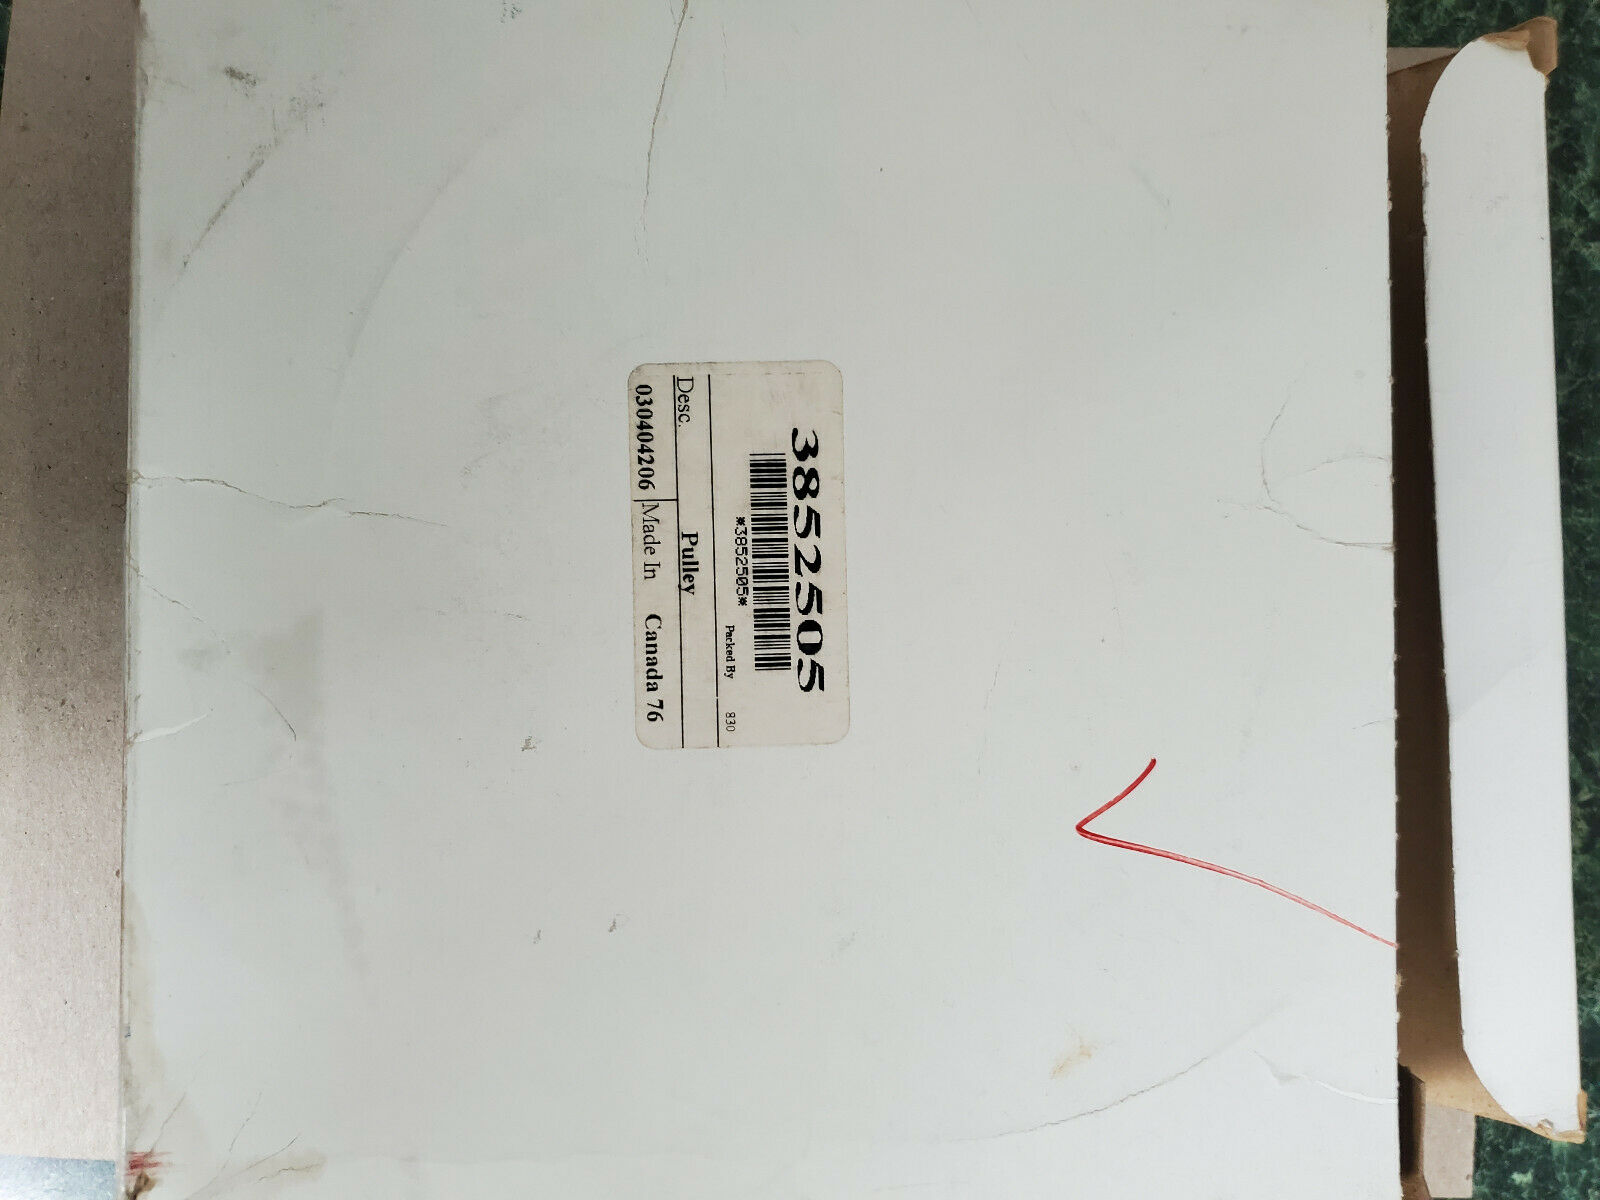 3852505
*3852505*
Packed By 830
Desc. Pulley
030404206 Made In Canada 76